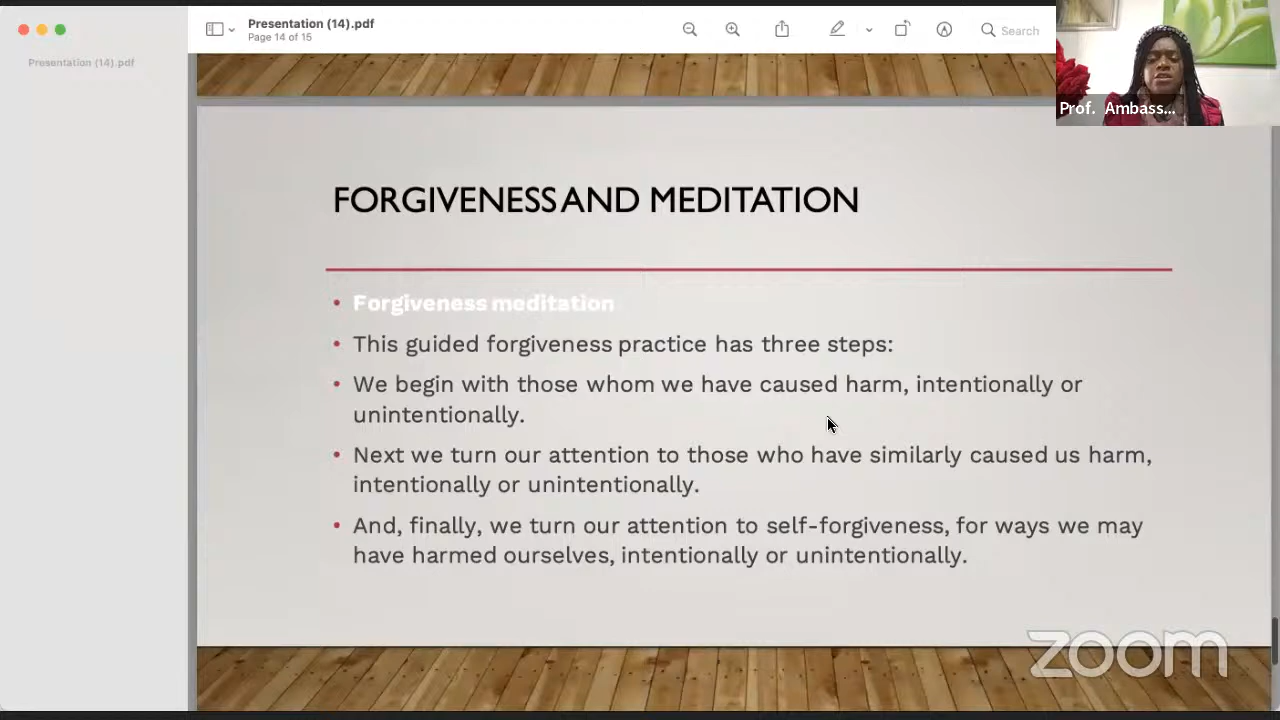 Presentation (14).pdf
Page 14 of 15
Search
Presentation (14).pdf
Prof. Ambass...
FORGIVENESS AND MEDITATION
• Forgiveness meditation
• This guided forgiveness practice has three steps:
• We begin with those whom we have caused harm, intentionally or
unintentionally.
• Next we turn our attention to those who have similarly caused us harm,
intentionally or unintentionally.
• And, finally, we turn our attention to self-forgiveness, for ways we may
have harmed ourselves, intentionally or unintentionally.
zoom